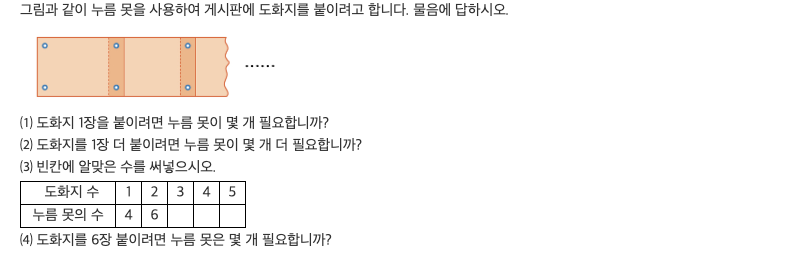 그림과 같이 누름 못을 사용하여 게시판에 도화지를 붙이려고 합니다. 물음에 답하시오.
……
⑴ 도화지 1장을 붙이려면 누름 못이 몇 개 필요합니까?
⑵ 도화지를 1장 더 붙이려면 누름 못이 몇 개 더 필요합니까?
⑶ 빈칸에 알맞은 수를 써넣으시오.
도화지 수 1 2 3 4 5
누름 못의 수 4 6
⑷ 도화지를 6장 붙이려면 누름 못은 몇 개 필요합니까?